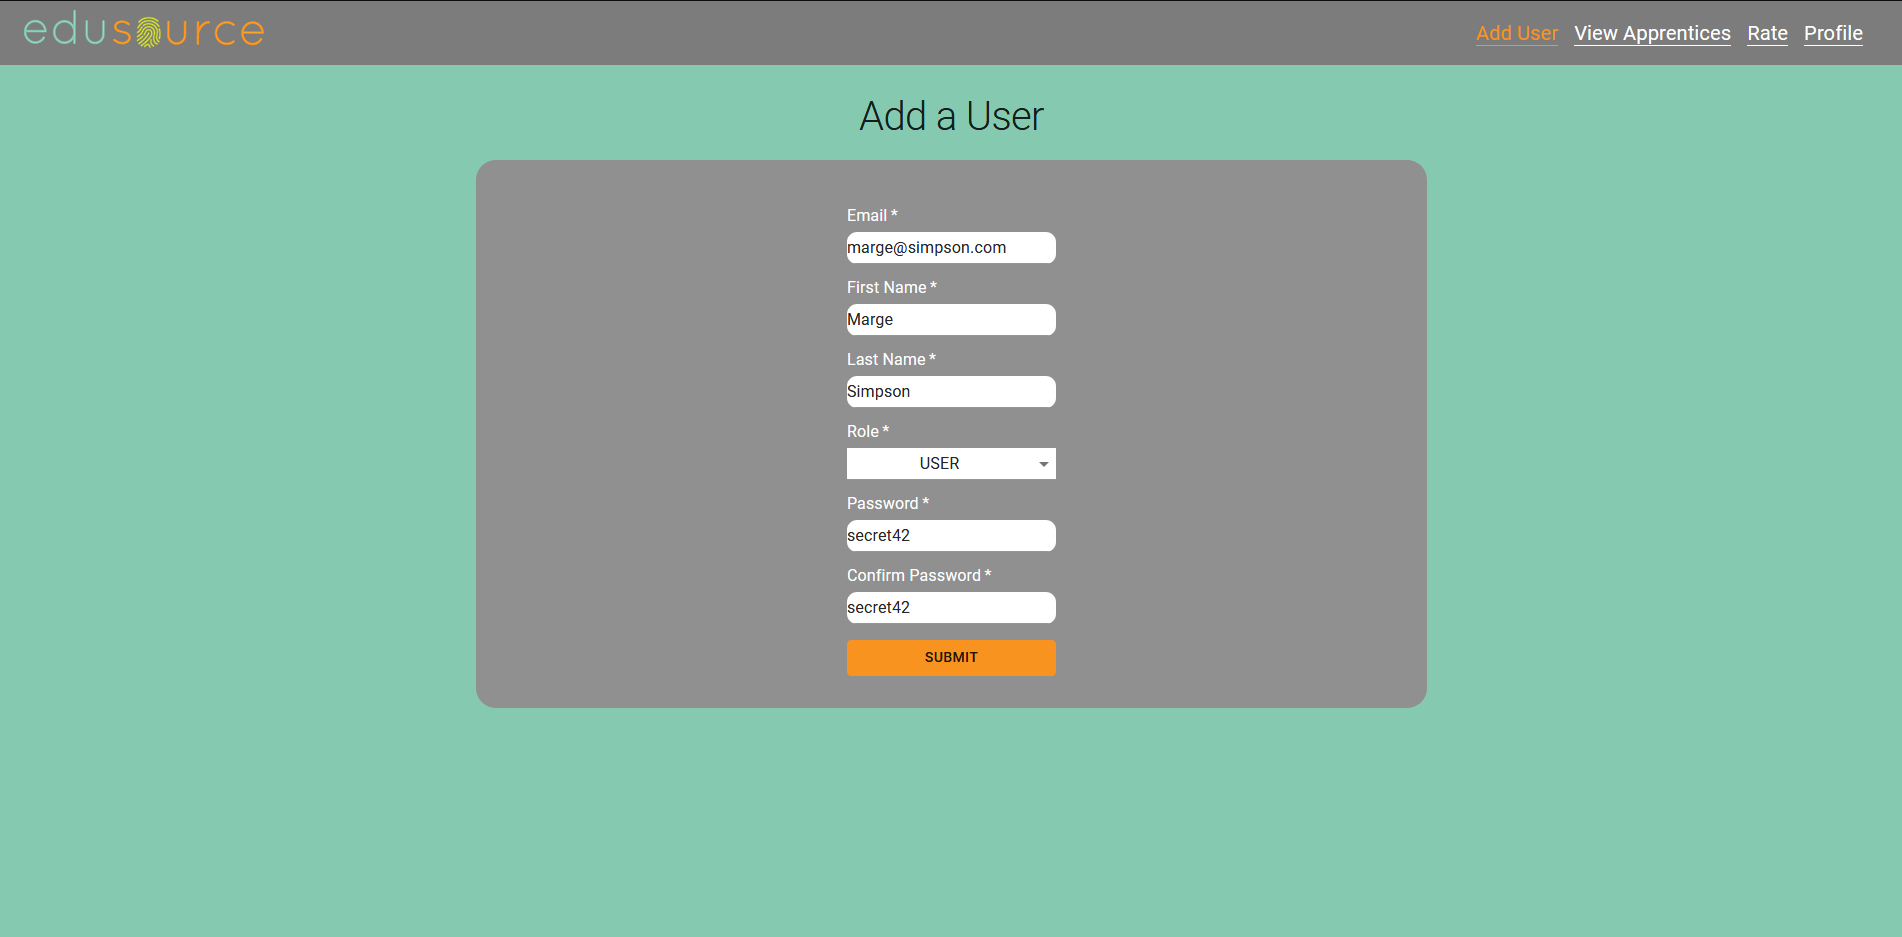 edusource
Add User View Apprentices Rate Profile
Add a User
Email *
marge@simpson.com
First Name *
Marge
Last Name *
Simpson
Role *
USER
Password *
secret42
Confirm Password *
secret42
SUBMIT